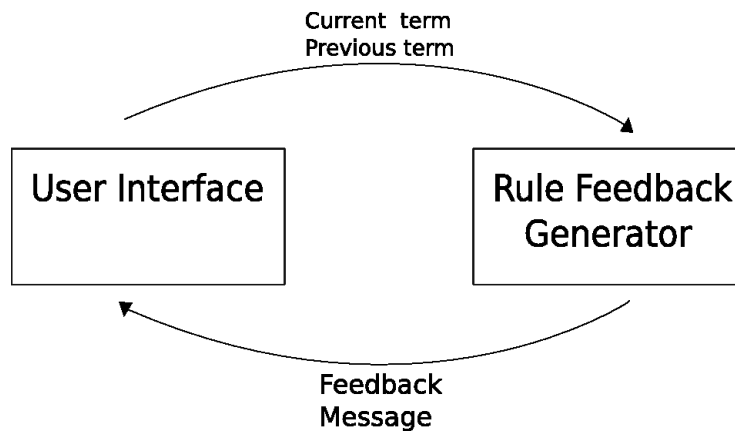 Current term
Previous term
User Interface
Rule Feedback
Generator
Feedback
Message